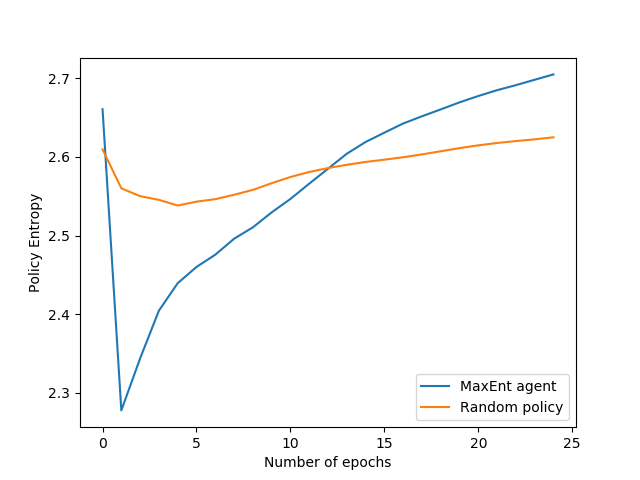 2.7
2.6
2.5
2.4
2.3
Policy Entropy
MaxEnt agent
Random policy
0 5 10 15 20 25
Number of epochs